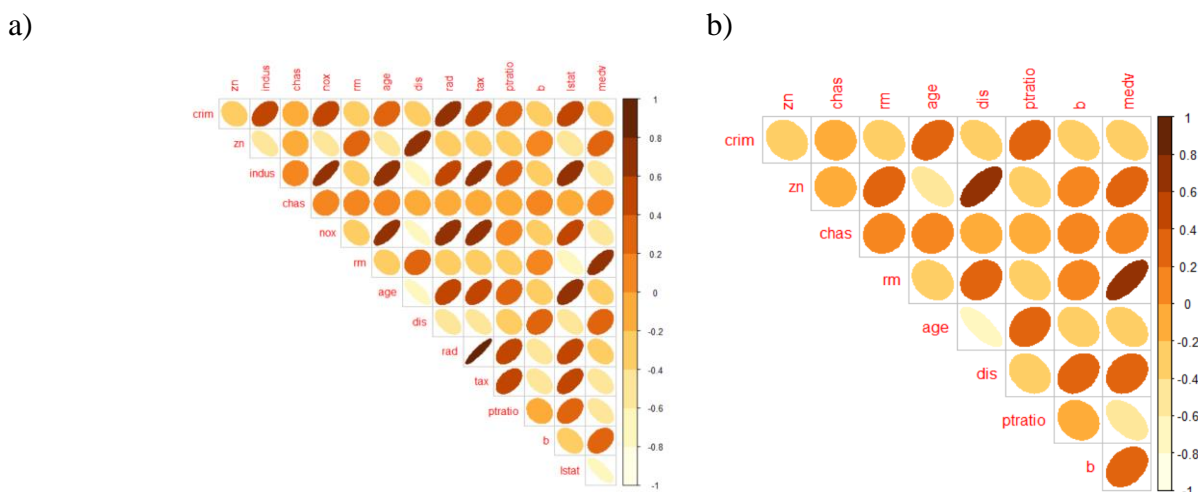 a)
b)
zn indus chas nox rm age dis rad tax ptratio b lstat medv
crim
zn
indus
chas
nox
rm
age
dis
rad
tax
ptratio
b
lstat
1
0.8
0.6
0.4
0.2
0
-0.2
-0.4
-0.6
-0.8
-1
zn chas rm age dis ptratio b medv
crim
zn
chas
rm
age
dis
ptratio
b
1
0.8
0.6
0.4
0.2
0
-0.2
-0.4
-0.6
-0.8
-1